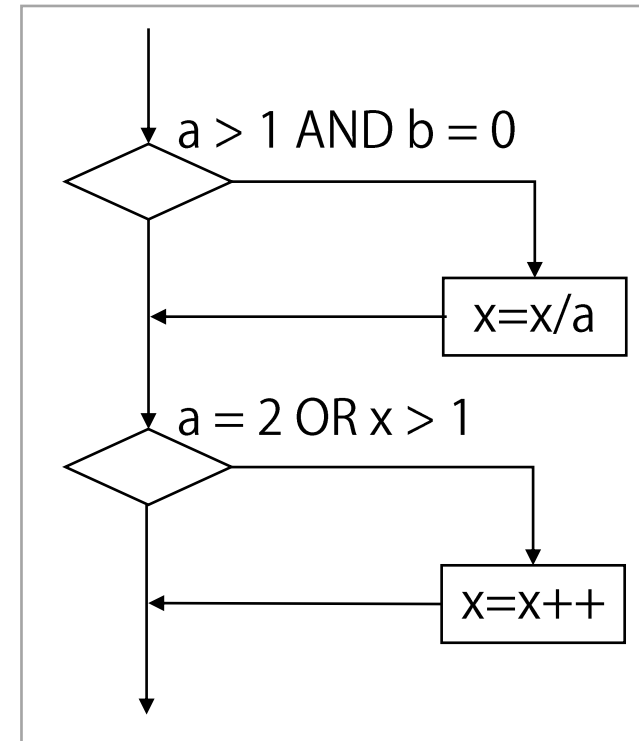 a > 1 AND b = 0
x=x/a
a = 2 OR x > 1
x=x++